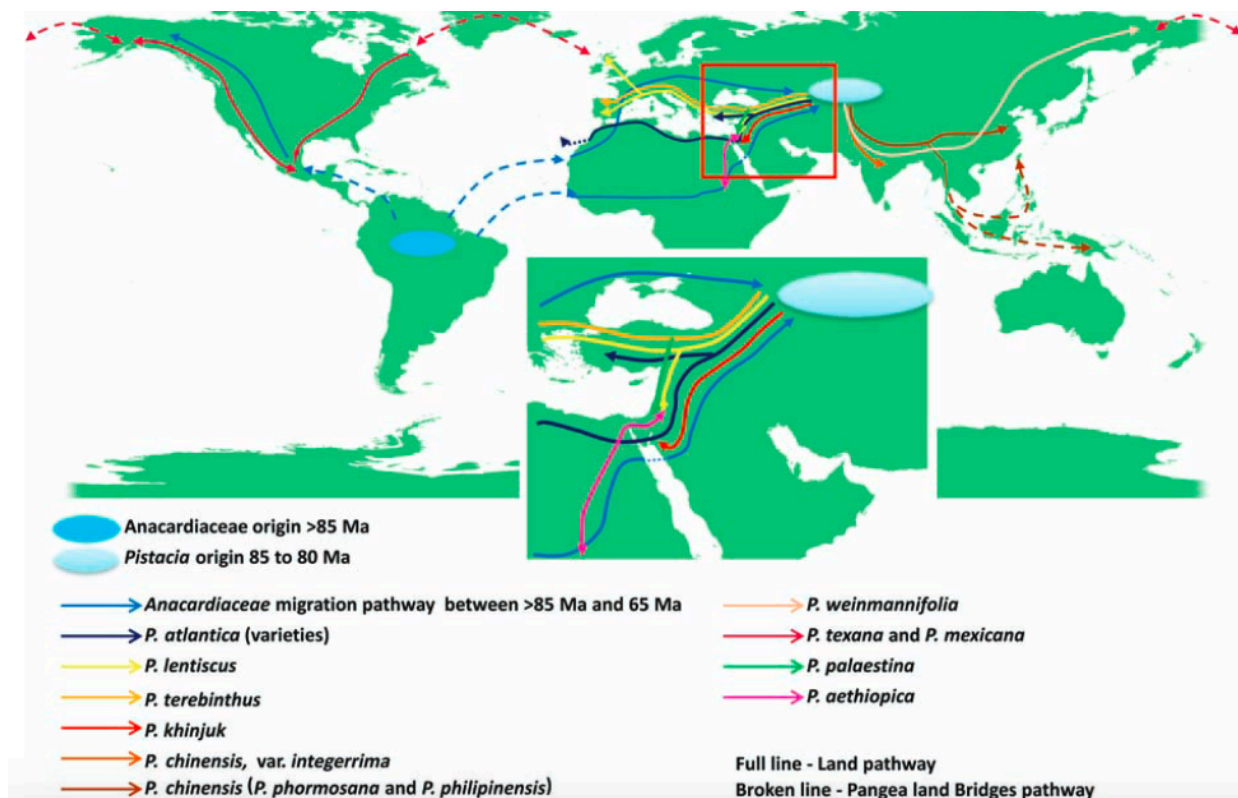 Anacardiaceae origin >85 Ma
Pistacia origin 85 to 80 Ma
Anacardiaceae migration pathway between >85 Ma and 65 Ma
P. atlantica (varieties)
P. lentiscus
P. terebinthus
P. khinjuk
P. chinensis, var. integerrima
P. chinensis (P. phormosana and P. philipinensis)
P. weinmannifolia
P. texana and P. mexicana
P. palaestina
P. aethiopica
Full line - Land pathway
Broken line - Pangea land Bridges pathway